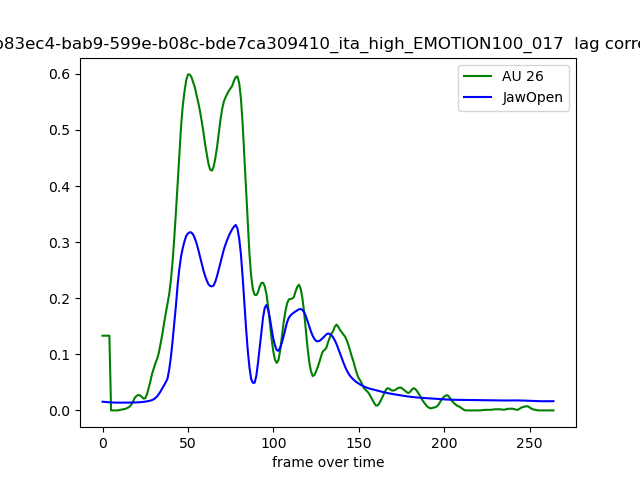 b83ec4-bab9-599e-b08c-bde7ca309410_ita_high_EMOTION100_017 lag corre
AU 26
JawOpen
0.6
0.5
0.4
0.3
0.2
0.1
0.0
0 50 100 150 200 250
frame over time